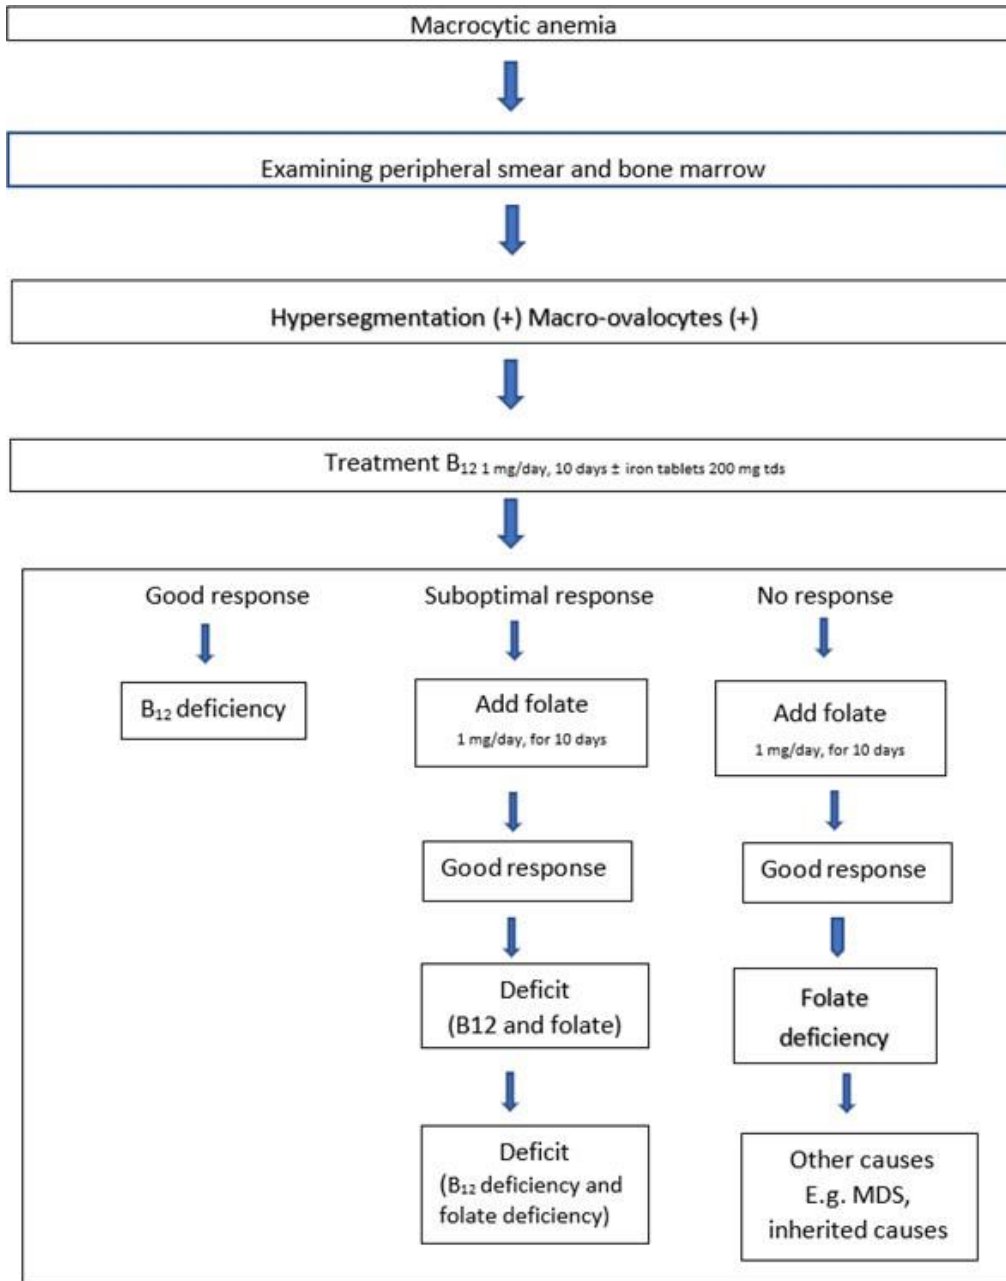 Macrocytic anemia
Examining peripheral smear and bone marrow
Hypersegmentation (+) Macro-ovalocytes (+)
Treatment B₁₂ 1 mg/day, 10 days ± iron tablets 200 mg tds
Good response
B₁₂ deficiency
Suboptimal response
Add folate
1 mg/day, for 10 days
Good response
Deficit
(B12 and folate)
Deficit
(B₁₂ deficiency and
folate deficiency)
No response
Add folate
1 mg/day, for 10 days
Good response
Folate
deficiency
Other causes
E.g. MDS,
inherited causes